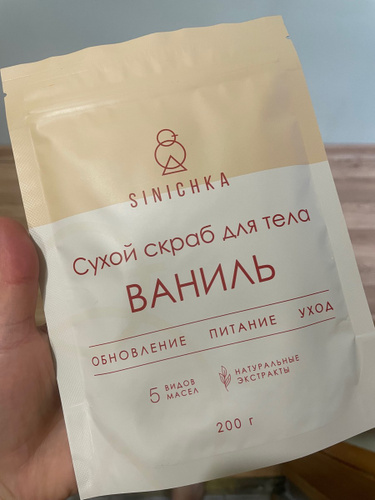 SINICHKA
Сухой скраб для тела
ВАНИЛЬ
ОБНОВЛЕНИЕ ПИТАНИЕ УХОД
5 ВИДОВ МАСЕЛ
НАТУРАЛЬНЫЕ ЭКСТРАКТЫ
200 г